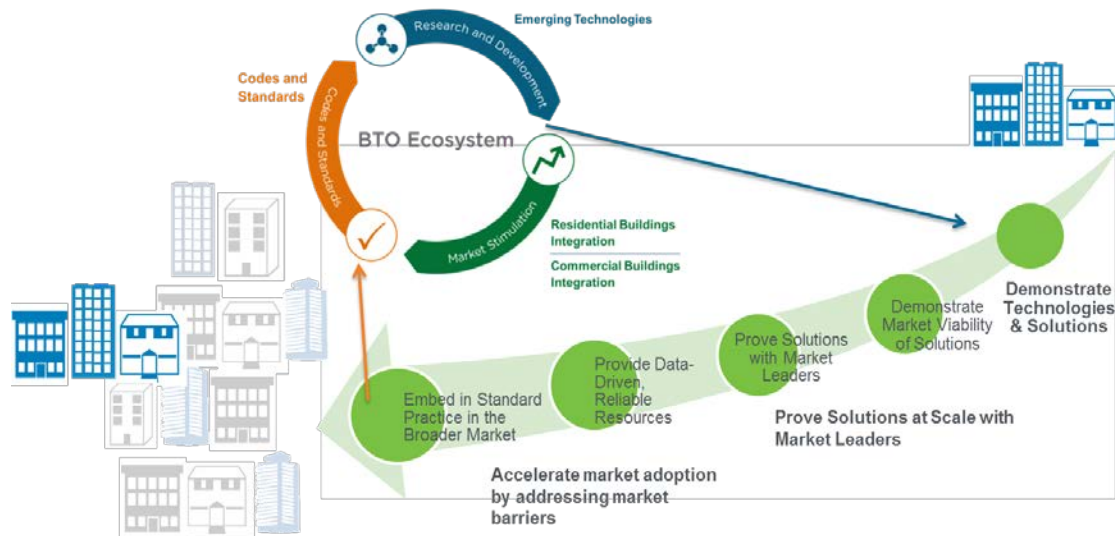 Emerging Technologies
Research and Development
Codes and
Standards
Codes and Standards
BTO Ecosystem
Market Stimulation
Residential Buildings
Integration
Commercial Buildings
Integration
Demonstrate
Technologies
& Solutions
Demonstrate
Market Viability
of Solutions
Prove Solutions
with Market
Leaders
Provide Data-
Driven,
Reliable
Resources
Embed in Standard
Practice in the
Broader Market
Prove Solutions at Scale with
Market Leaders
Accelerate market adoption
by addressing market
barriers